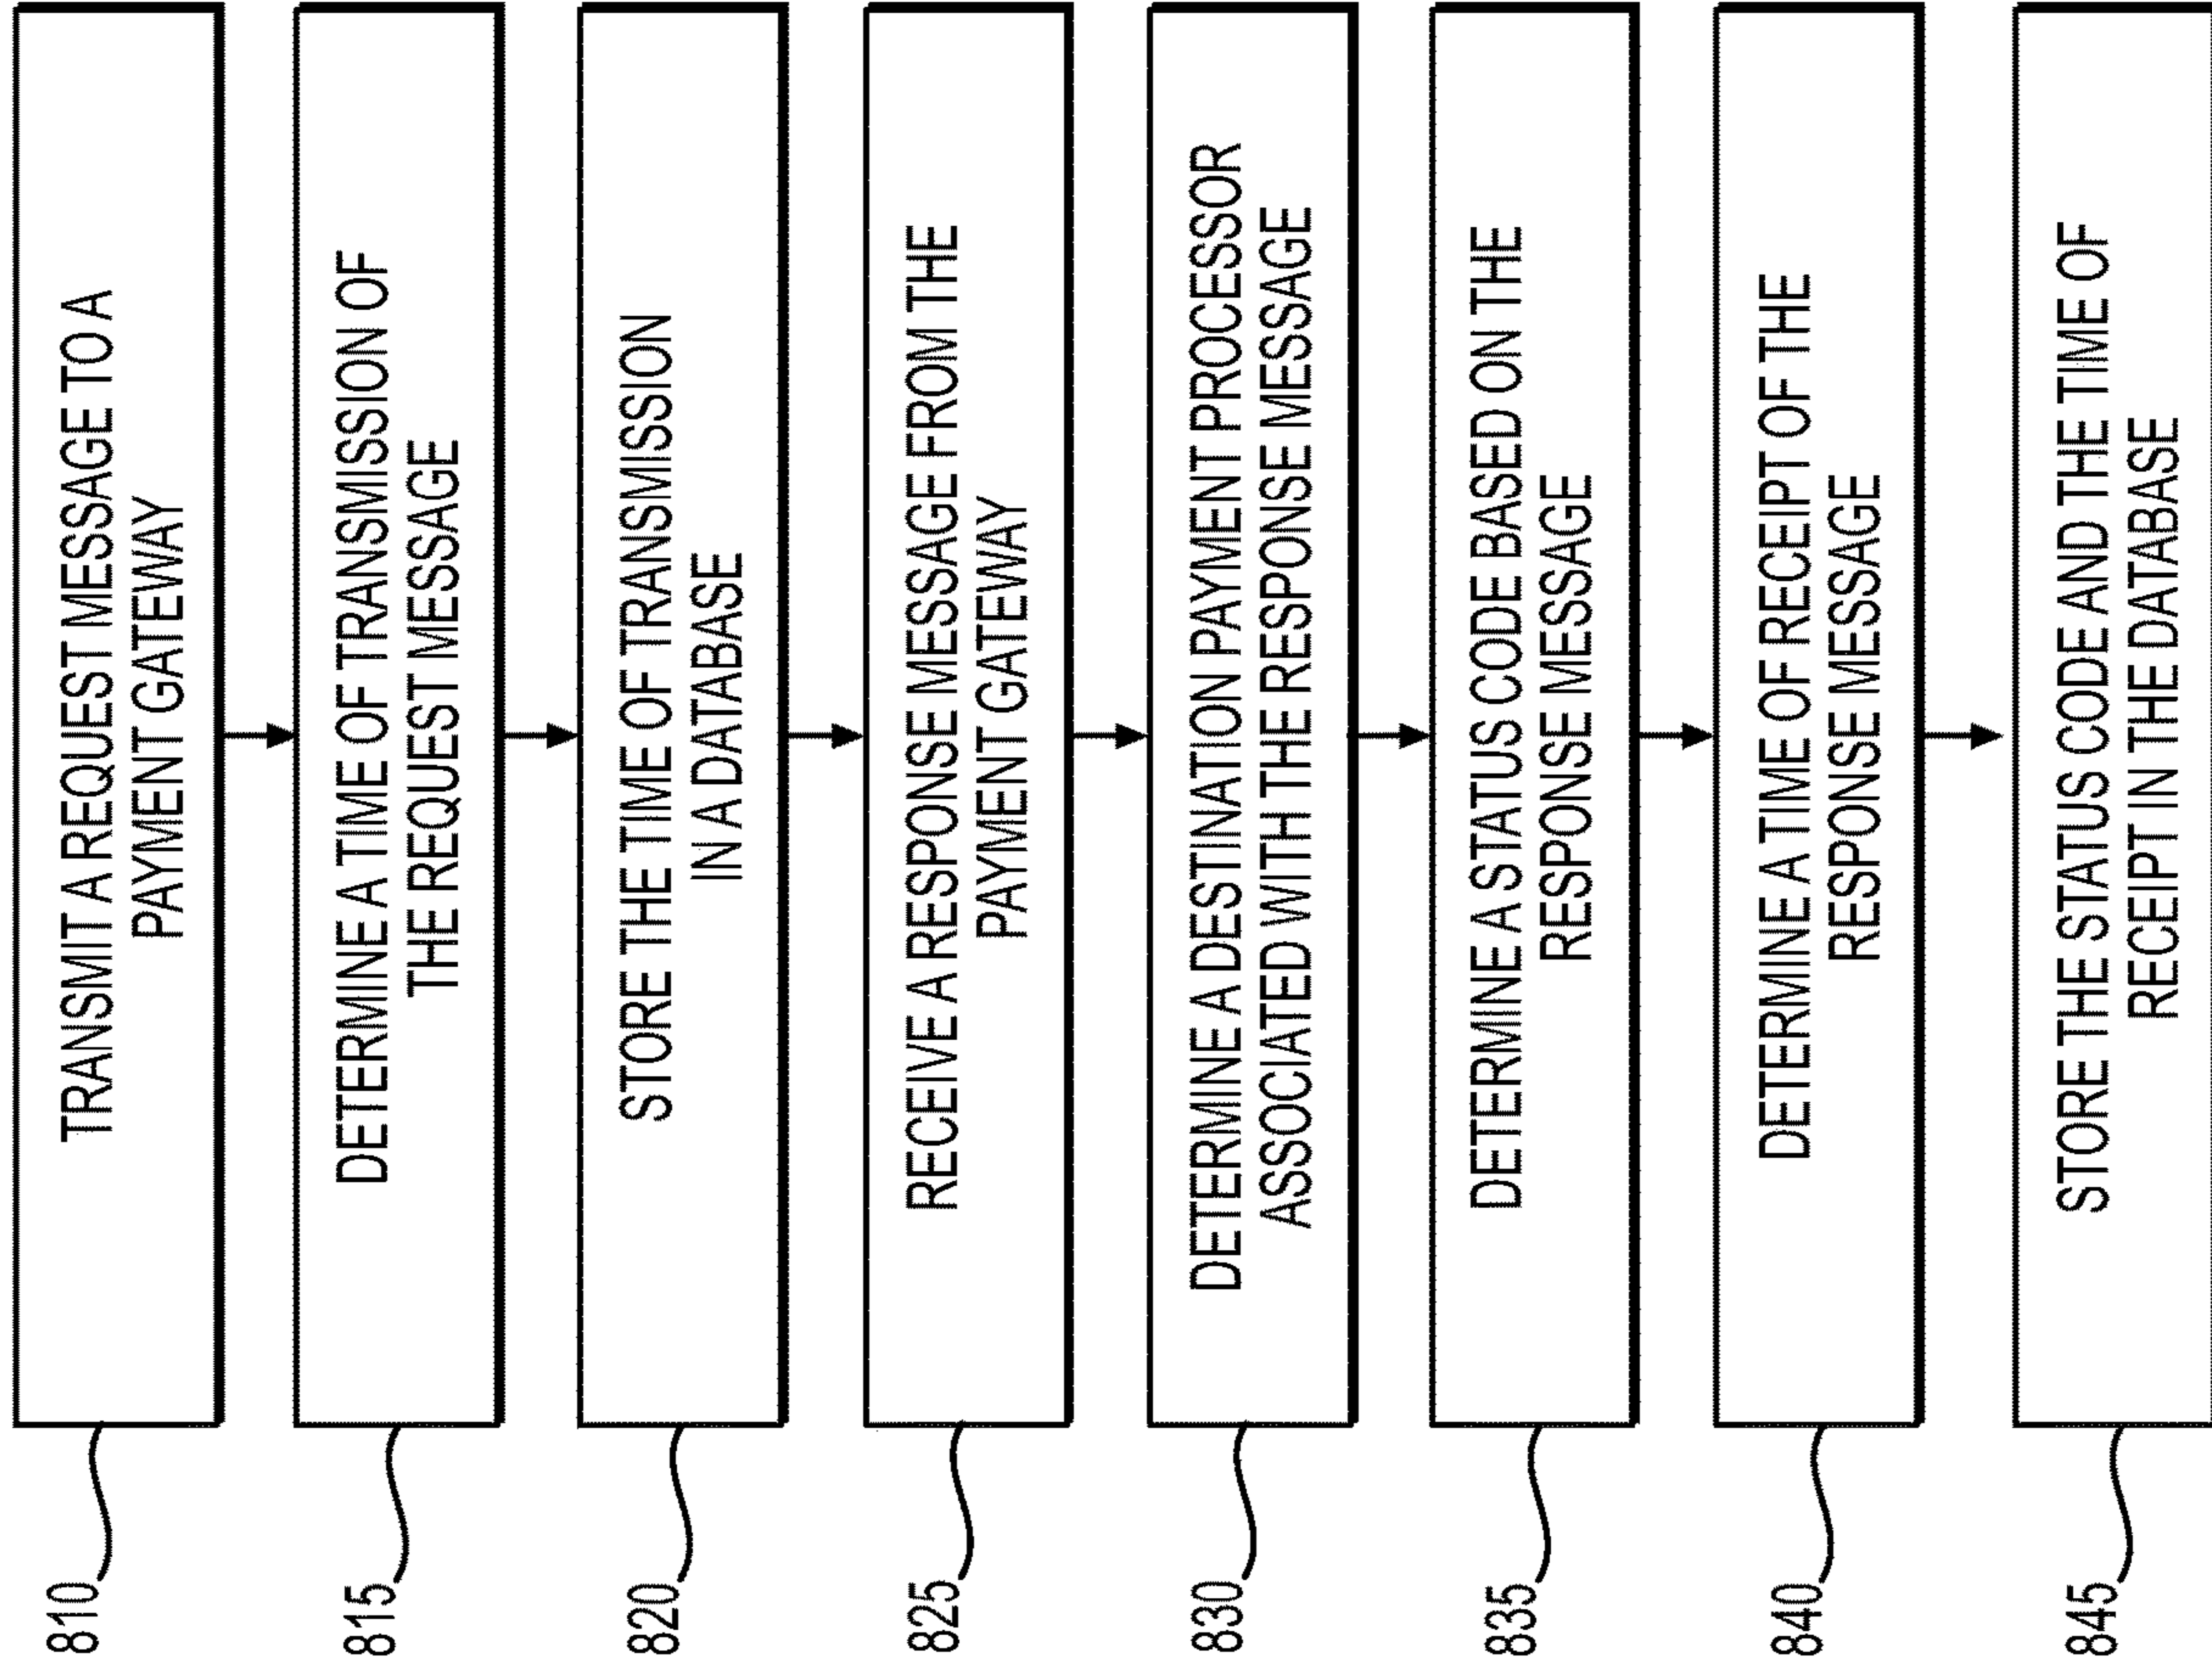 810
TRANSMIT A REQUEST MESSAGE TO A
PAYMENT GATEWAY
815
DETERMINE A TIME OF TRANSMISSION OF
THE REQUEST MESSAGE
820
STORE THE TIME OF TRANSMISSION
IN A DATABASE
825
RECEIVE A RESPONSE MESSAGE FROM THE
PAYMENT GATEWAY
830
DETERMINE A DESTINATION PAYMENT PROCESSOR
ASSOCIATED WITH THE RESPONSE MESSAGE
835
DETERMINE A STATUS CODE BASED ON THE
RESPONSE MESSAGE
840
DETERMINE A TIME OF RECEIPT OF THE
RESPONSE MESSAGE
845
STORE THE STATUS CODE AND THE TIME OF
RECEIPT IN THE DATABASE